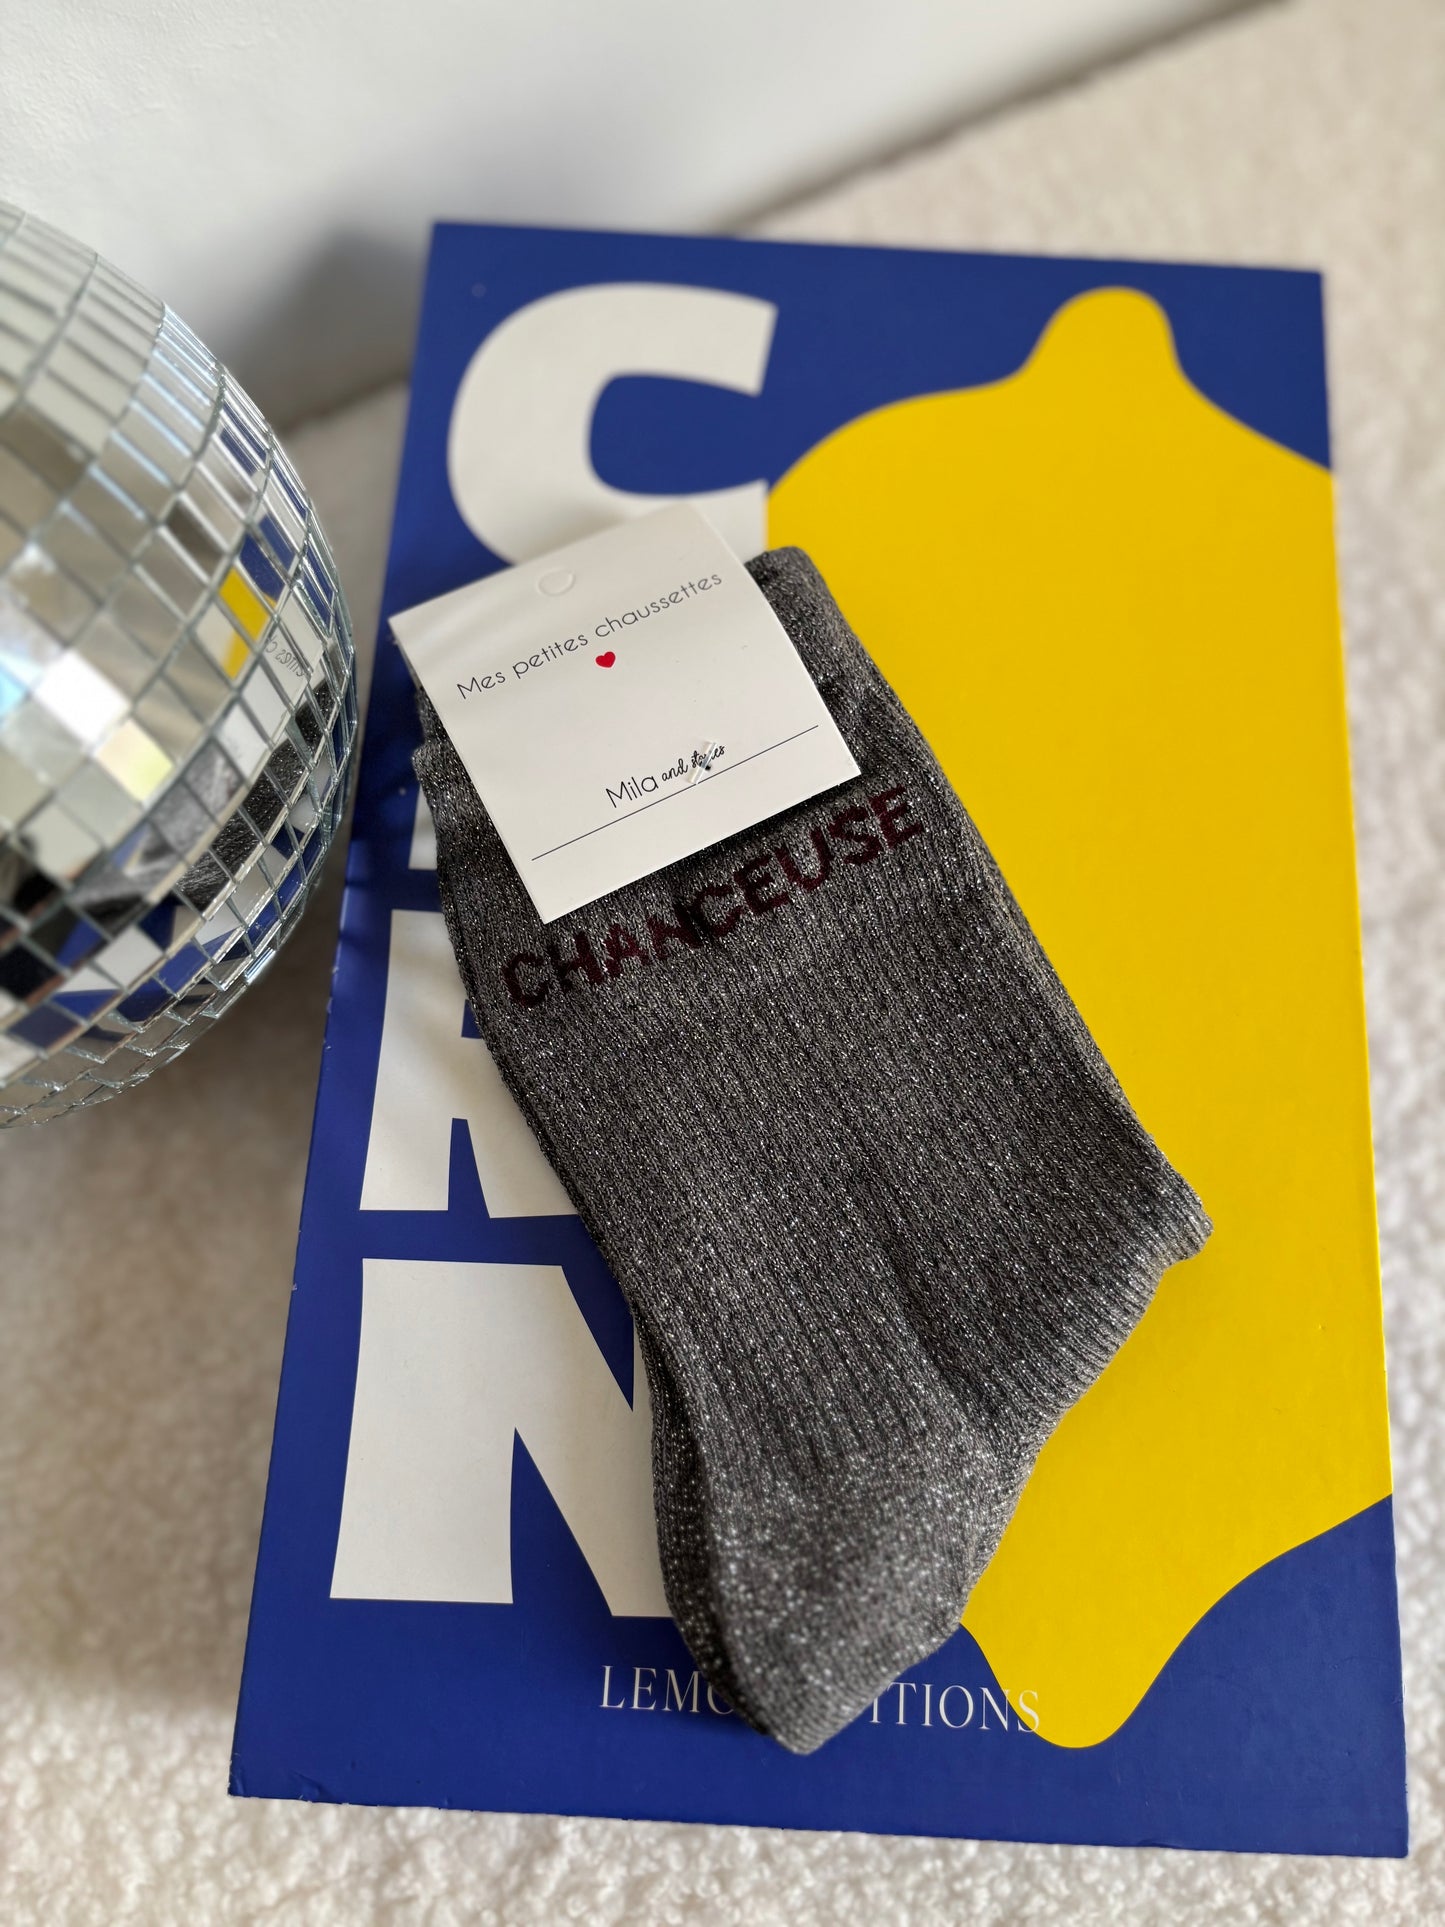 C
Mes petites chaussettes
Mila and stories
CHANCEUSE
N